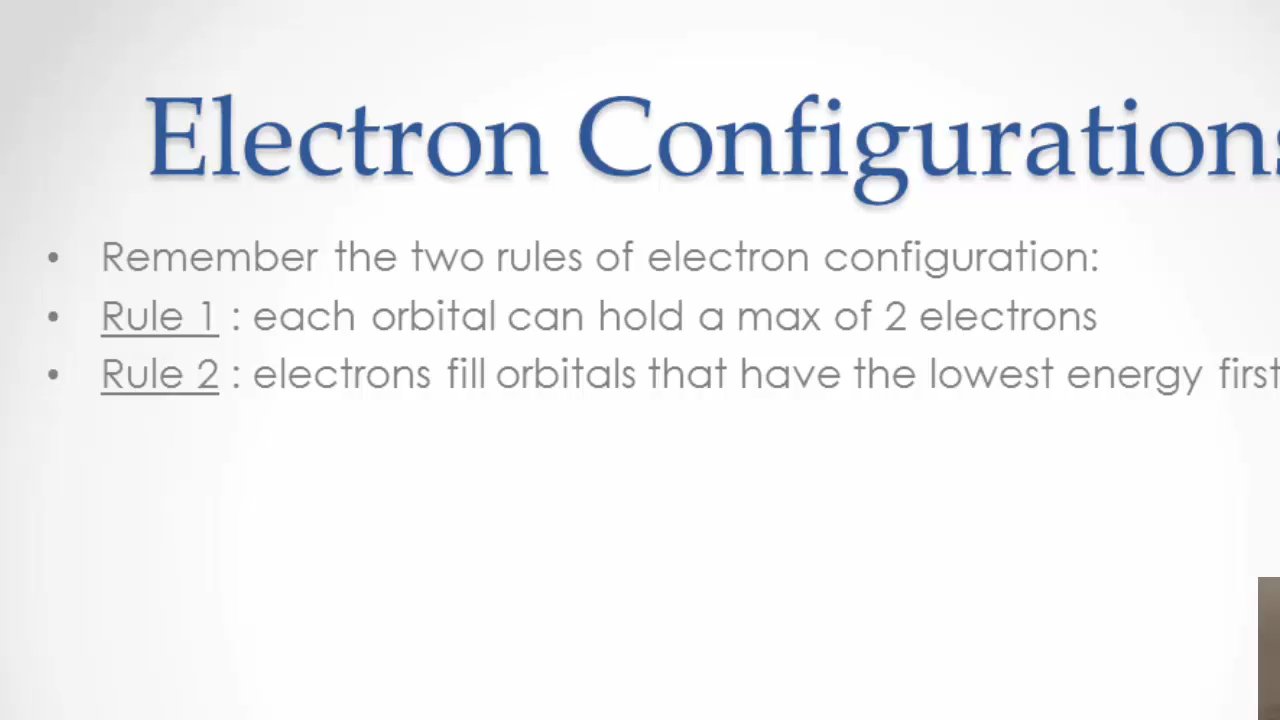 Electron Configurations
• Remember the two rules of electron configuration:
• Rule 1 : each orbital can hold a max of 2 electrons
• Rule 2 : electrons fill orbitals that have the lowest energy first